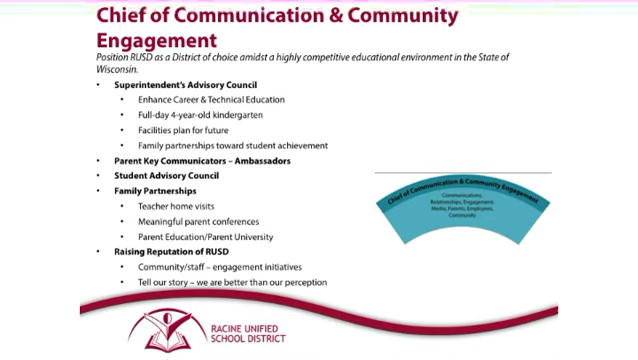 Chief of Communication & Community
Engagement
Position RUSD as a District of choice amidst a highly competitive educational environment in the State of
Wisconsin.
• Superintendent's Advisory Council
• Enhance Career & Technical Education
• Full-day 4-year-old kindergarten
• Facilities plan for future
• Family partnerships toward student achievement
• Parent Key Communicators – Ambassadors
• Student Advisory Council
• Family Partnerships
• Teacher home visits
• Meaningful parent conferences
• Parent Education/Parent University
• Raising Reputation of RUSD
• Community/staff – engagement initiatives
• Tell our story – we are better than our perception
Chief of Communication & Community Engagement
Communications,
Relationships, Engagement,
Media, Parents, Employees,
Community
RACINE UNIFIED
SCHOOL DISTRICT